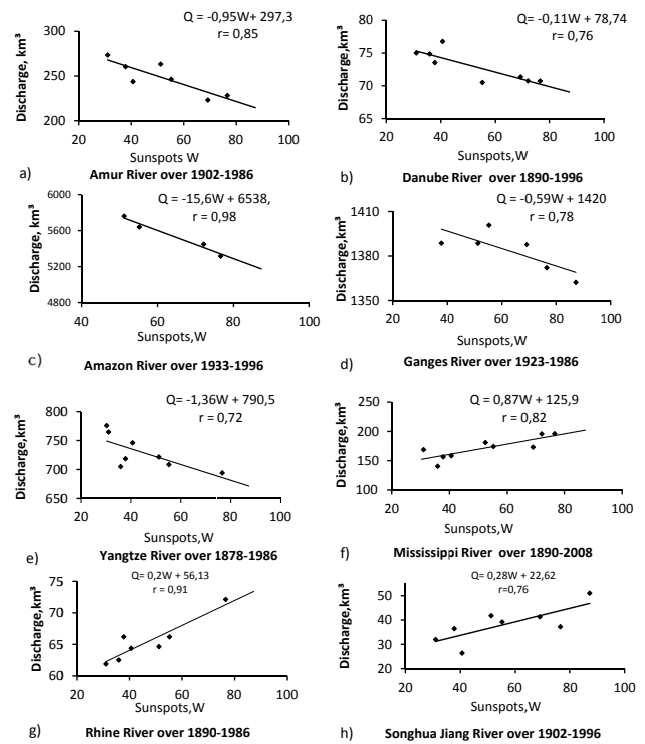 Q = -0,95W+ 297,3
r= 0,85
Discharge, km³
300
250
200
20 40 60 80 100
Sunspots W
a) Amur River over 1902-1986
Q= -0,11W + 78,74
r= 0,76
Discharge, km³
80
75
70
65
20 40 60 80 100
Sunspots,W
b) Danube River over 1890-1996
Q = -15,6W + 6538,
r = 0,98
Discharge,km³
6000
5600
5200
4800
40 60 80 100
Sunspots,W
c) Amazon River over 1933-1996
Q = -0,59W + 1420
r = 0,78
Discharge,km³
1410
1380
1350
20 40 60 80 100
Sunspots,W
d) Ganges River over 1923-1986
Q= -1,36W + 790,5
r = 0,72
Discharge, km³
800
750
700
650
20 40 60 80 100
Sunspots,W
e) Yangtze River over 1878-1986
Q = 0,87W + 125,9
r = 0,82
Discharge, km³
250
200
150
100
20 40 60 80 100
Sunspots,W
f) Mississippi River over 1890-2008
Q= 0,2W + 56,13
r = 0,91
Discharge,km³
75
70
65
60
20 40 60 80 100
Sunspots,W
g) Rhine River over 1890-1986
Q = 0,28W + 22,62
r=0,76
Discharge,km³
50
40
30
20
20 40 60 80 100
Sunspots,W
h) Songhua Jiang River over 1902-1996